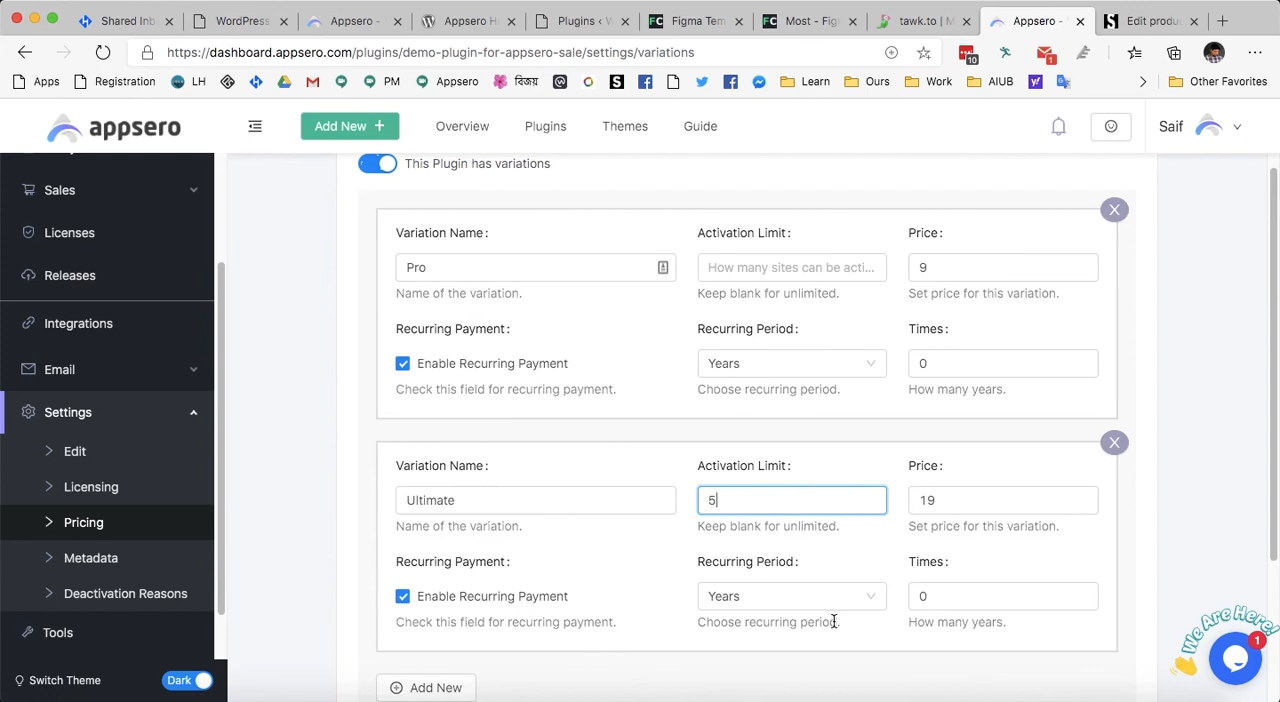 Shared Inb
WordPress
Appsero -
Appsero H
Plugins ‹ W
Figma Tem
Most - Fig
tawk.to | M
Appsero - S
Edit produc
https://dashboard.appsero.com/plugins/demo-plugin-for-appsero-sale/settings/variations
10
1
Apps
Registration
LH
PM
Appsero
বিজয়
Learn
Ours
Work
AIUB
Other Favorites
appsero
Add New +
Overview
Plugins
Themes
Guide
Saif
This Plugin has variations
Sales
Licenses
Releases
Integrations
Email
Settings
Edit
Licensing
Pricing
Metadata
Deactivation Reasons
Tools
Switch Theme
Dark
X
Variation Name:
Activation Limit:
Price:
Pro
How many sites can be acti...
9
Name of the variation.
Keep blank for unlimited.
Set price for this variation.
Recurring Payment:
Recurring Period:
Times:
Enable Recurring Payment
Years
0
Check this field for recurring payment.
Choose recurring period.
How many years.
X
Variation Name:
Activation Limit:
Price:
Ultimate
5
19
Name of the variation.
Keep blank for unlimited.
Set price for this variation.
Recurring Payment:
Recurring Period:
Times:
Enable Recurring Payment
Years
0
Check this field for recurring payment.
Choose recurring period.
How many years.
Add New
We Are Here!
1